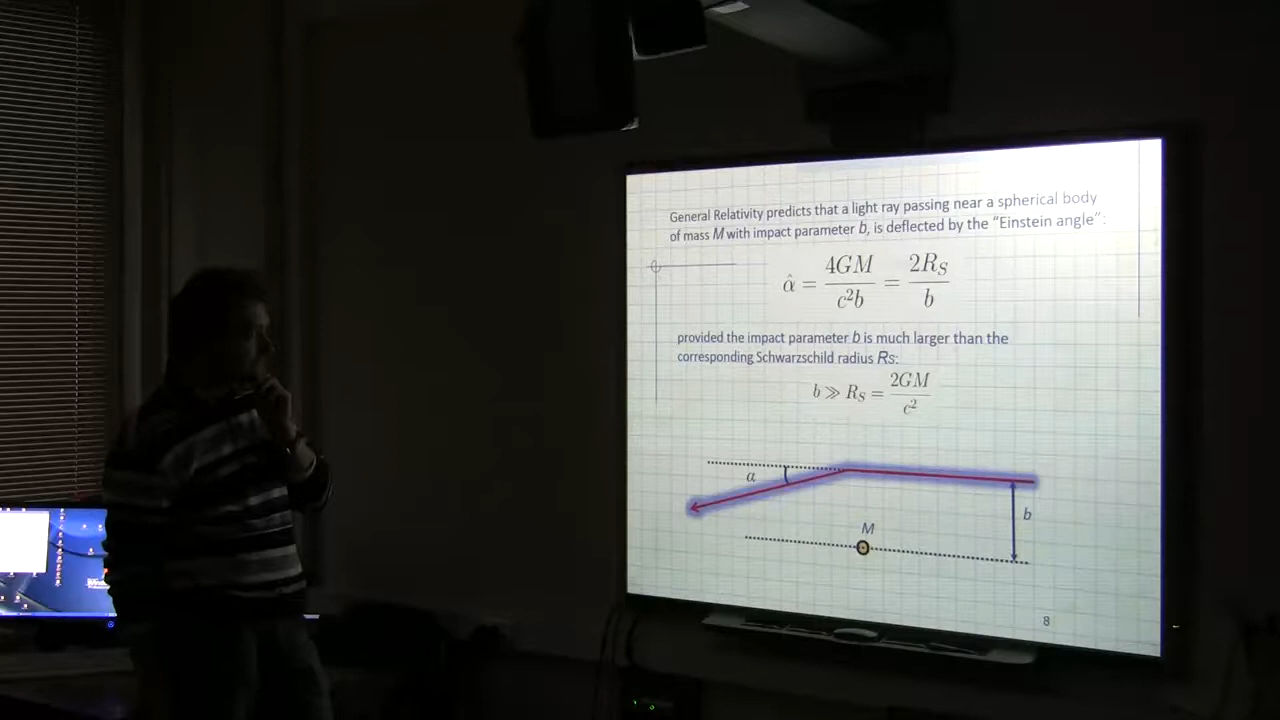 General Relativity predicts that a light ray passing near a spherical body
of mass M with impact parameter b, is deflected by the “Einstein angle”:
α̂ = 4GM / c²b = 2R_S / b
provided the impact parameter b is much larger than the
corresponding Schwarzschild radius Rs:
b ≫ R_S = 2GM / c²
a
b
M
8